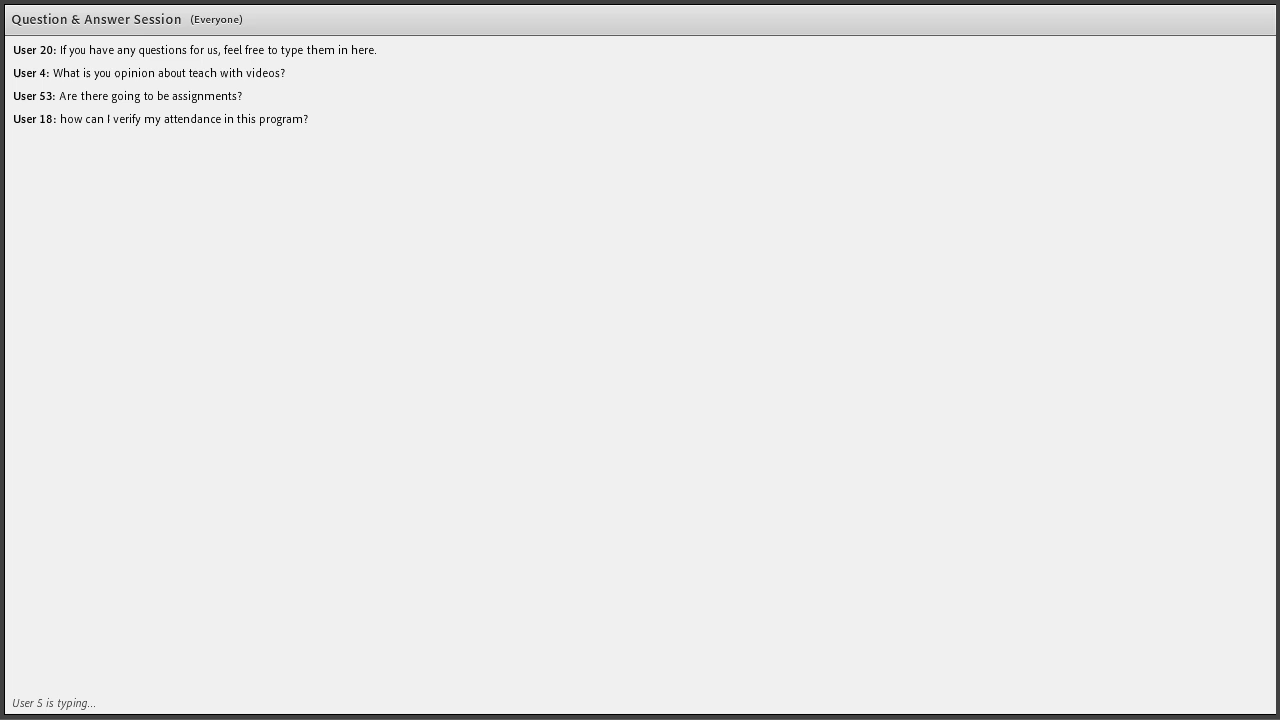 Question & Answer Session (Everyone)
User 20: If you have any questions for us, feel free to type them in here.
User 4: What is you opinion about teach with videos?
User 53: Are there going to be assignments?
User 18: how can I verify my attendance in this program?
User 5 is typing...